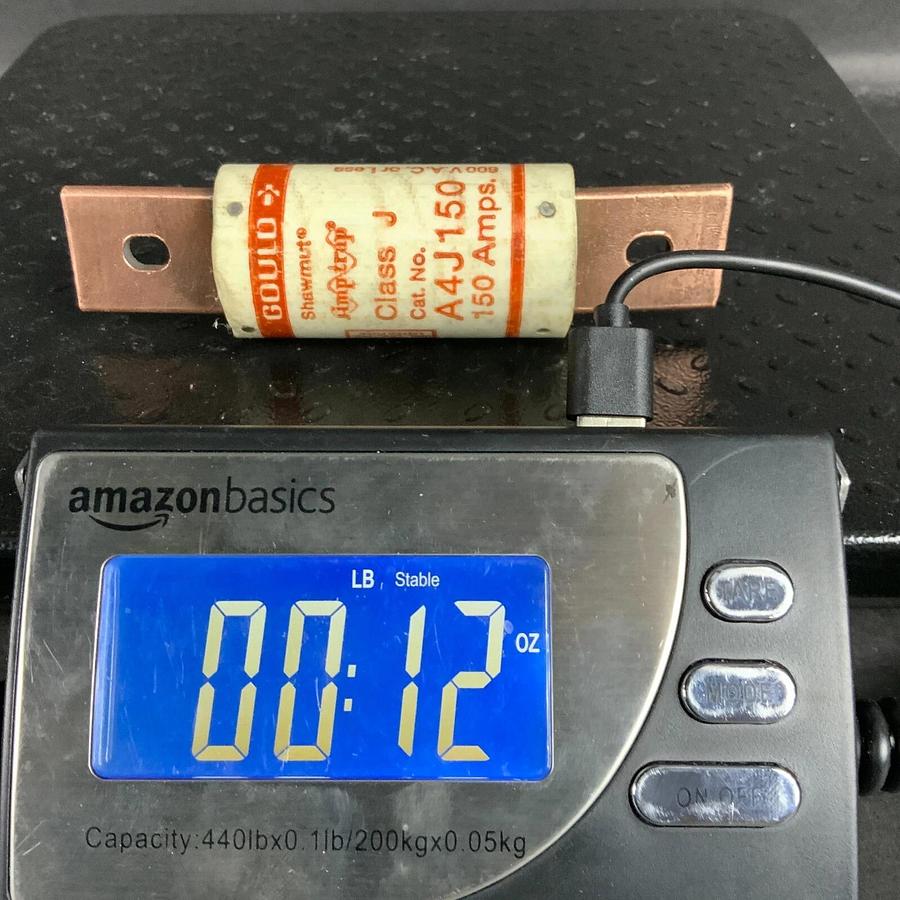 600 V.A.C. or Less
GOULD
Shawmut®
Amp-trap®
Class J
Cat. No.
A4J150
150 Amps.
amazonbasics
LB Stable
00:12 OZ
TARE
MODE
ON OFF
Capacity:440lbx0.1lb/200kgx0.05kg